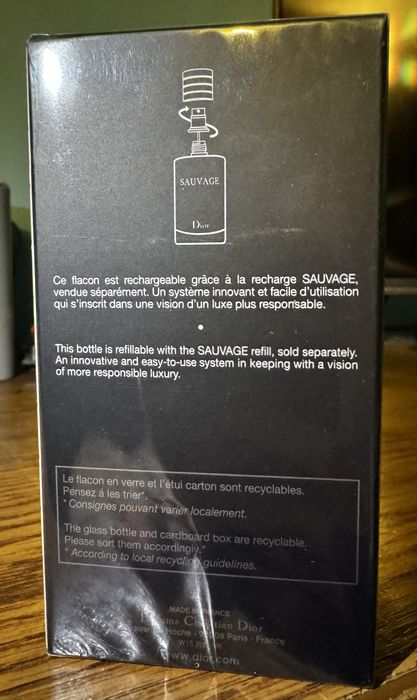 SAUVAGE
Dior
Ce flacon est rechargeable grâce à la recharge SAUVAGE,
vendue séparément. Un système innovant et facile d'utilisation
qui s'inscrit dans une vision d'un luxe plus responsable.
•
This bottle is refillable with the SAUVAGE refill, sold separately.
An innovative and easy-to-use system in keeping with a vision
of more responsible luxury.
Le flacon en verre et l'étui carton sont recyclables.
Pensez á les trier*.
* Consignes pouvant varier localement.
The glass bottle and cardboard box are recyclable.
Please sort them accordingly.*
* According to local recycling guidelines.
MADE IN FRANCE
Parfums Christian Dior
Hoche - 75008 Paris - France
www.dior.com